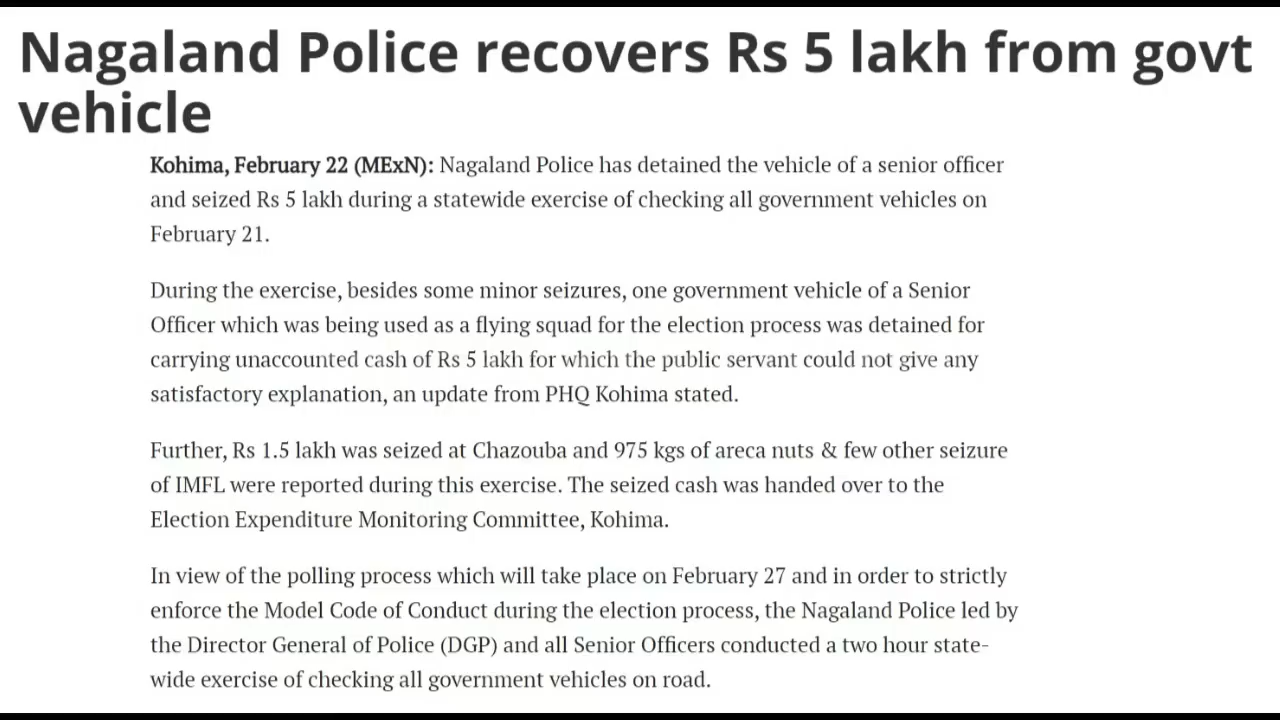 Nagaland Police recovers Rs 5 lakh from govt
vehicle
Kohima, February 22 (MExN): Nagaland Police has detained the vehicle of a senior officer
and seized Rs 5 lakh during a statewide exercise of checking all government vehicles on
February 21.
During the exercise, besides some minor seizures, one government vehicle of a Senior
Officer which was being used as a flying squad for the election process was detained for
carrying unaccounted cash of Rs 5 lakh for which the public servant could not give any
satisfactory explanation, an update from PHQ Kohima stated.
Further, Rs 1.5 lakh was seized at Chazouba and 975 kgs of areca nuts & few other seizure
of IMFL were reported during this exercise. The seized cash was handed over to the
Election Expenditure Monitoring Committee, Kohima.
In view of the polling process which will take place on February 27 and in order to strictly
enforce the Model Code of Conduct during the election process, the Nagaland Police led by
the Director General of Police (DGP) and all Senior Officers conducted a two hour state-
wide exercise of checking all government vehicles on road.